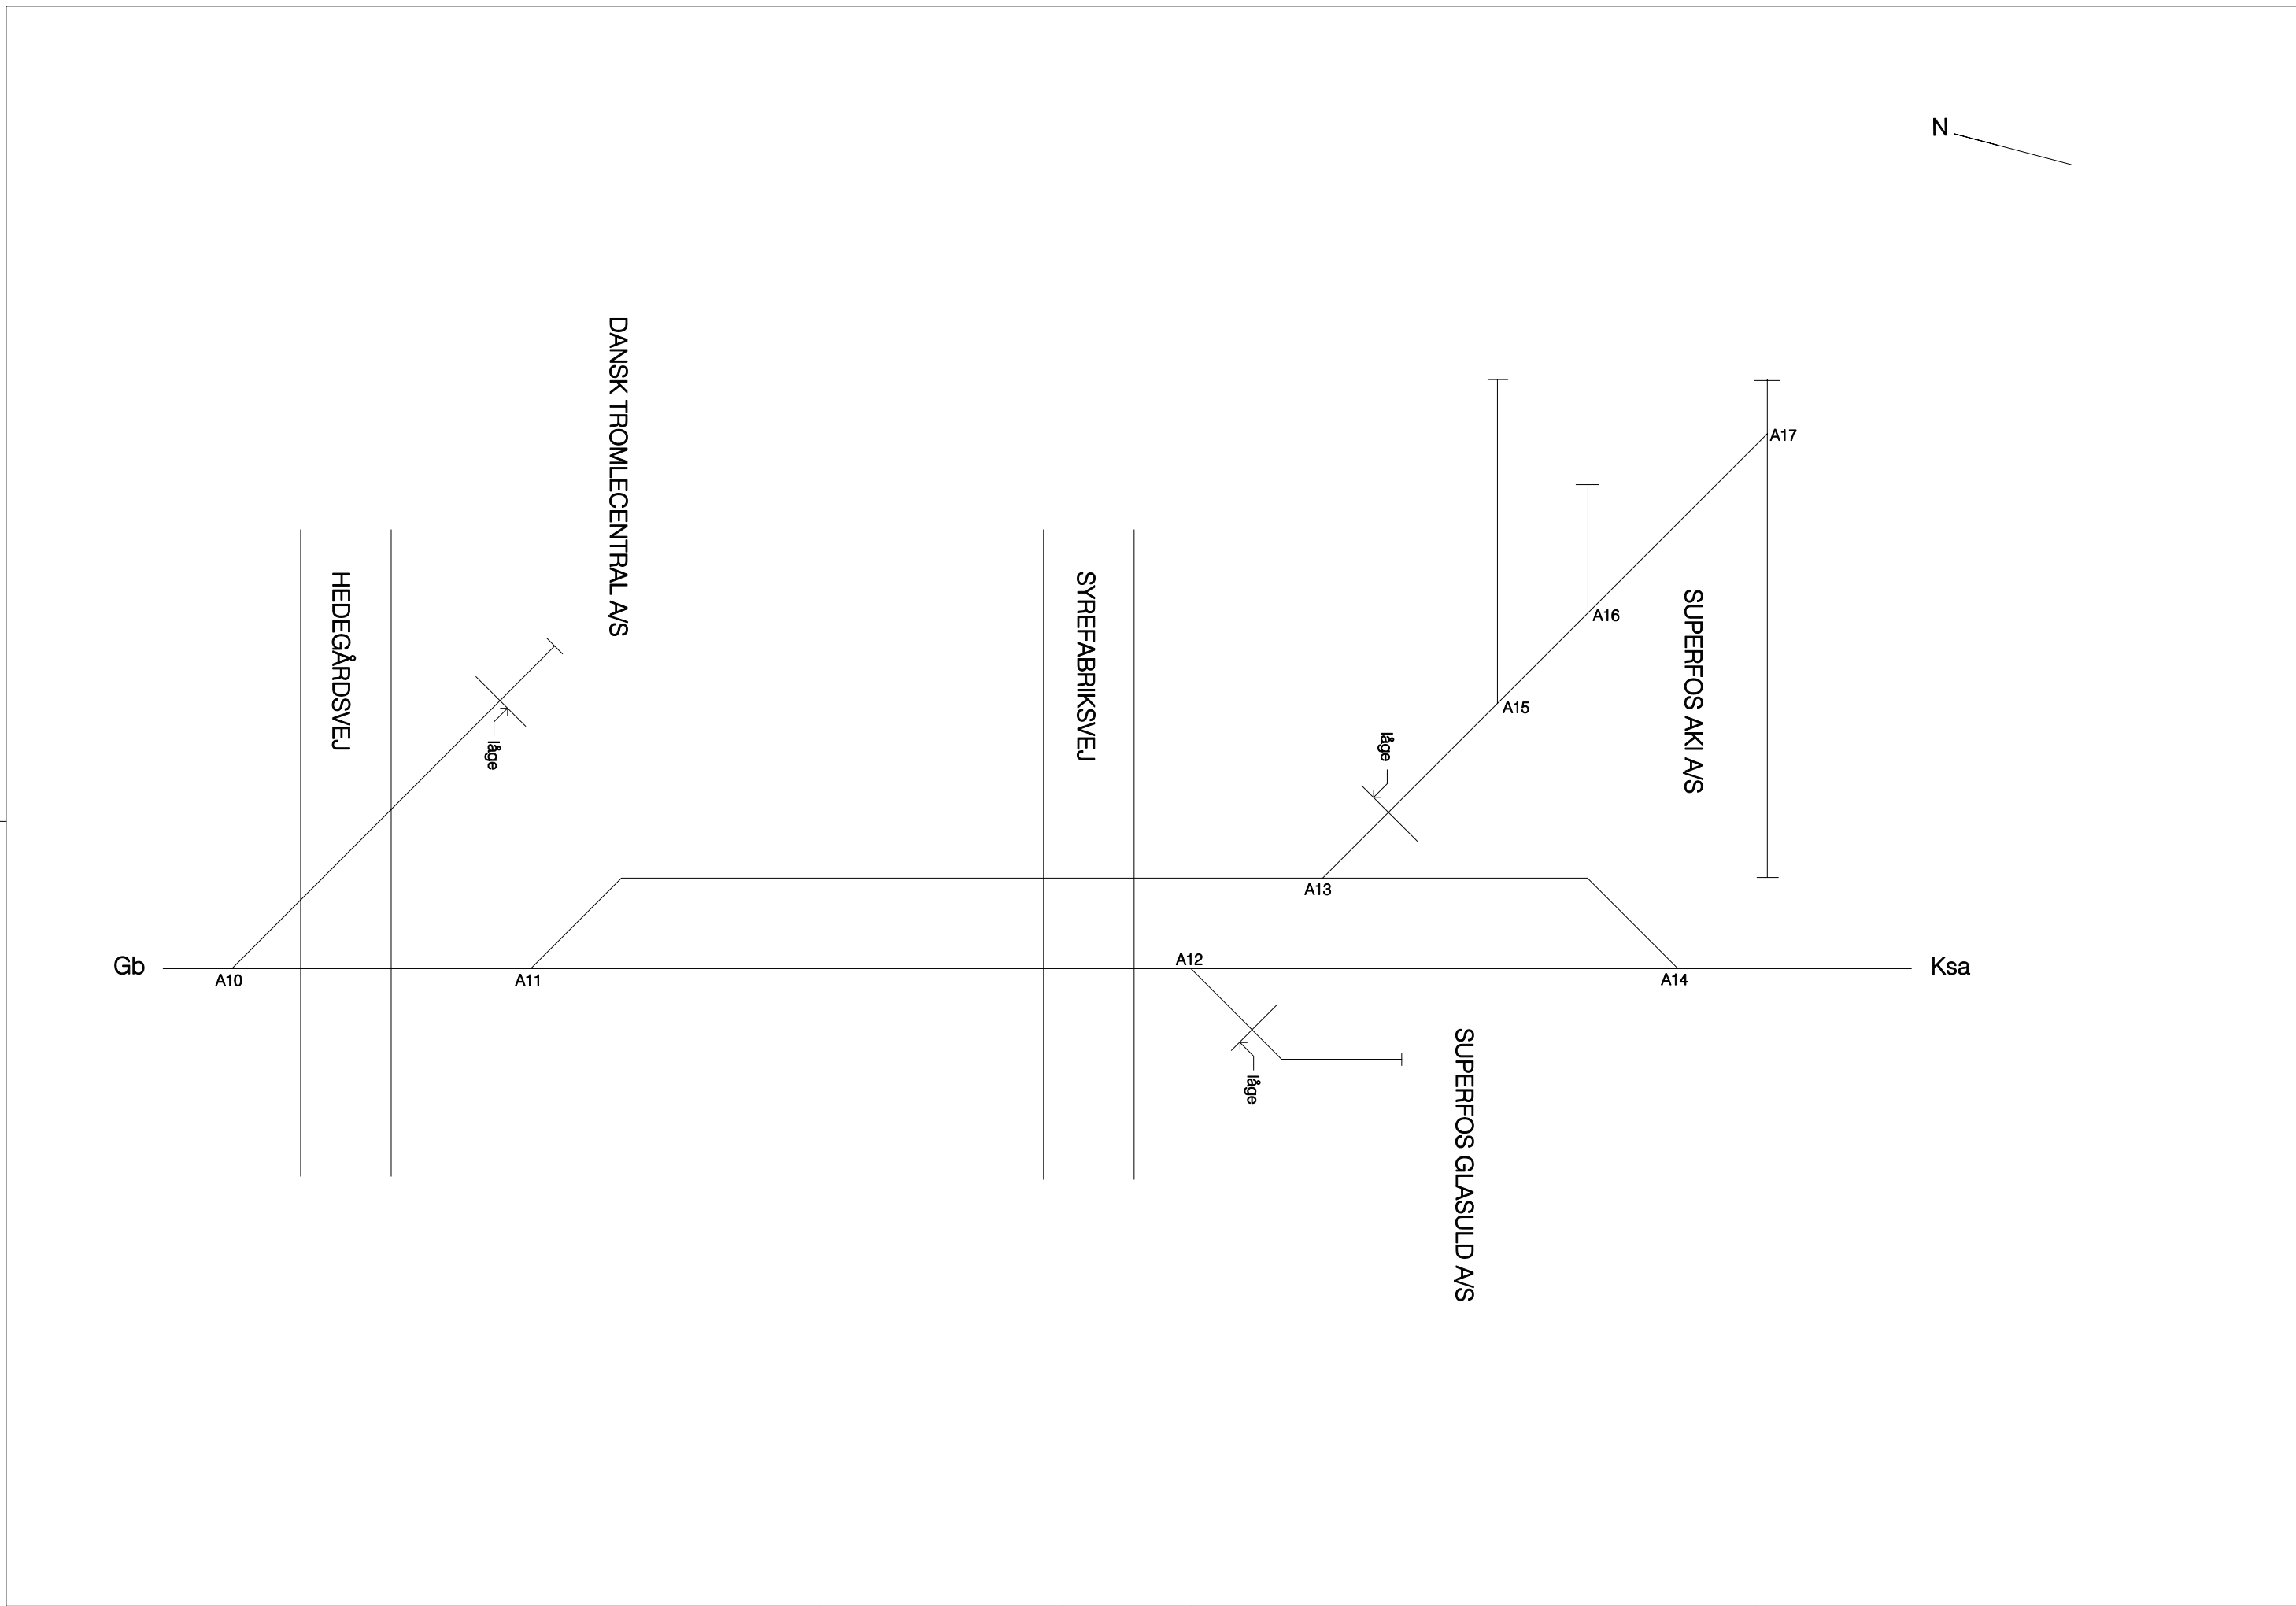 N
DANSK TROMLECENTRAL A/S
A17
HEDEGÅRDSVEJ
SYREFABRIKSVEJ
SUPERFOS AKI A/S
A16
A15
låge
låge
A13
Gb
A10
A11
A12
A14
Ksa
låge
SUPERFOS GLASULD A/S